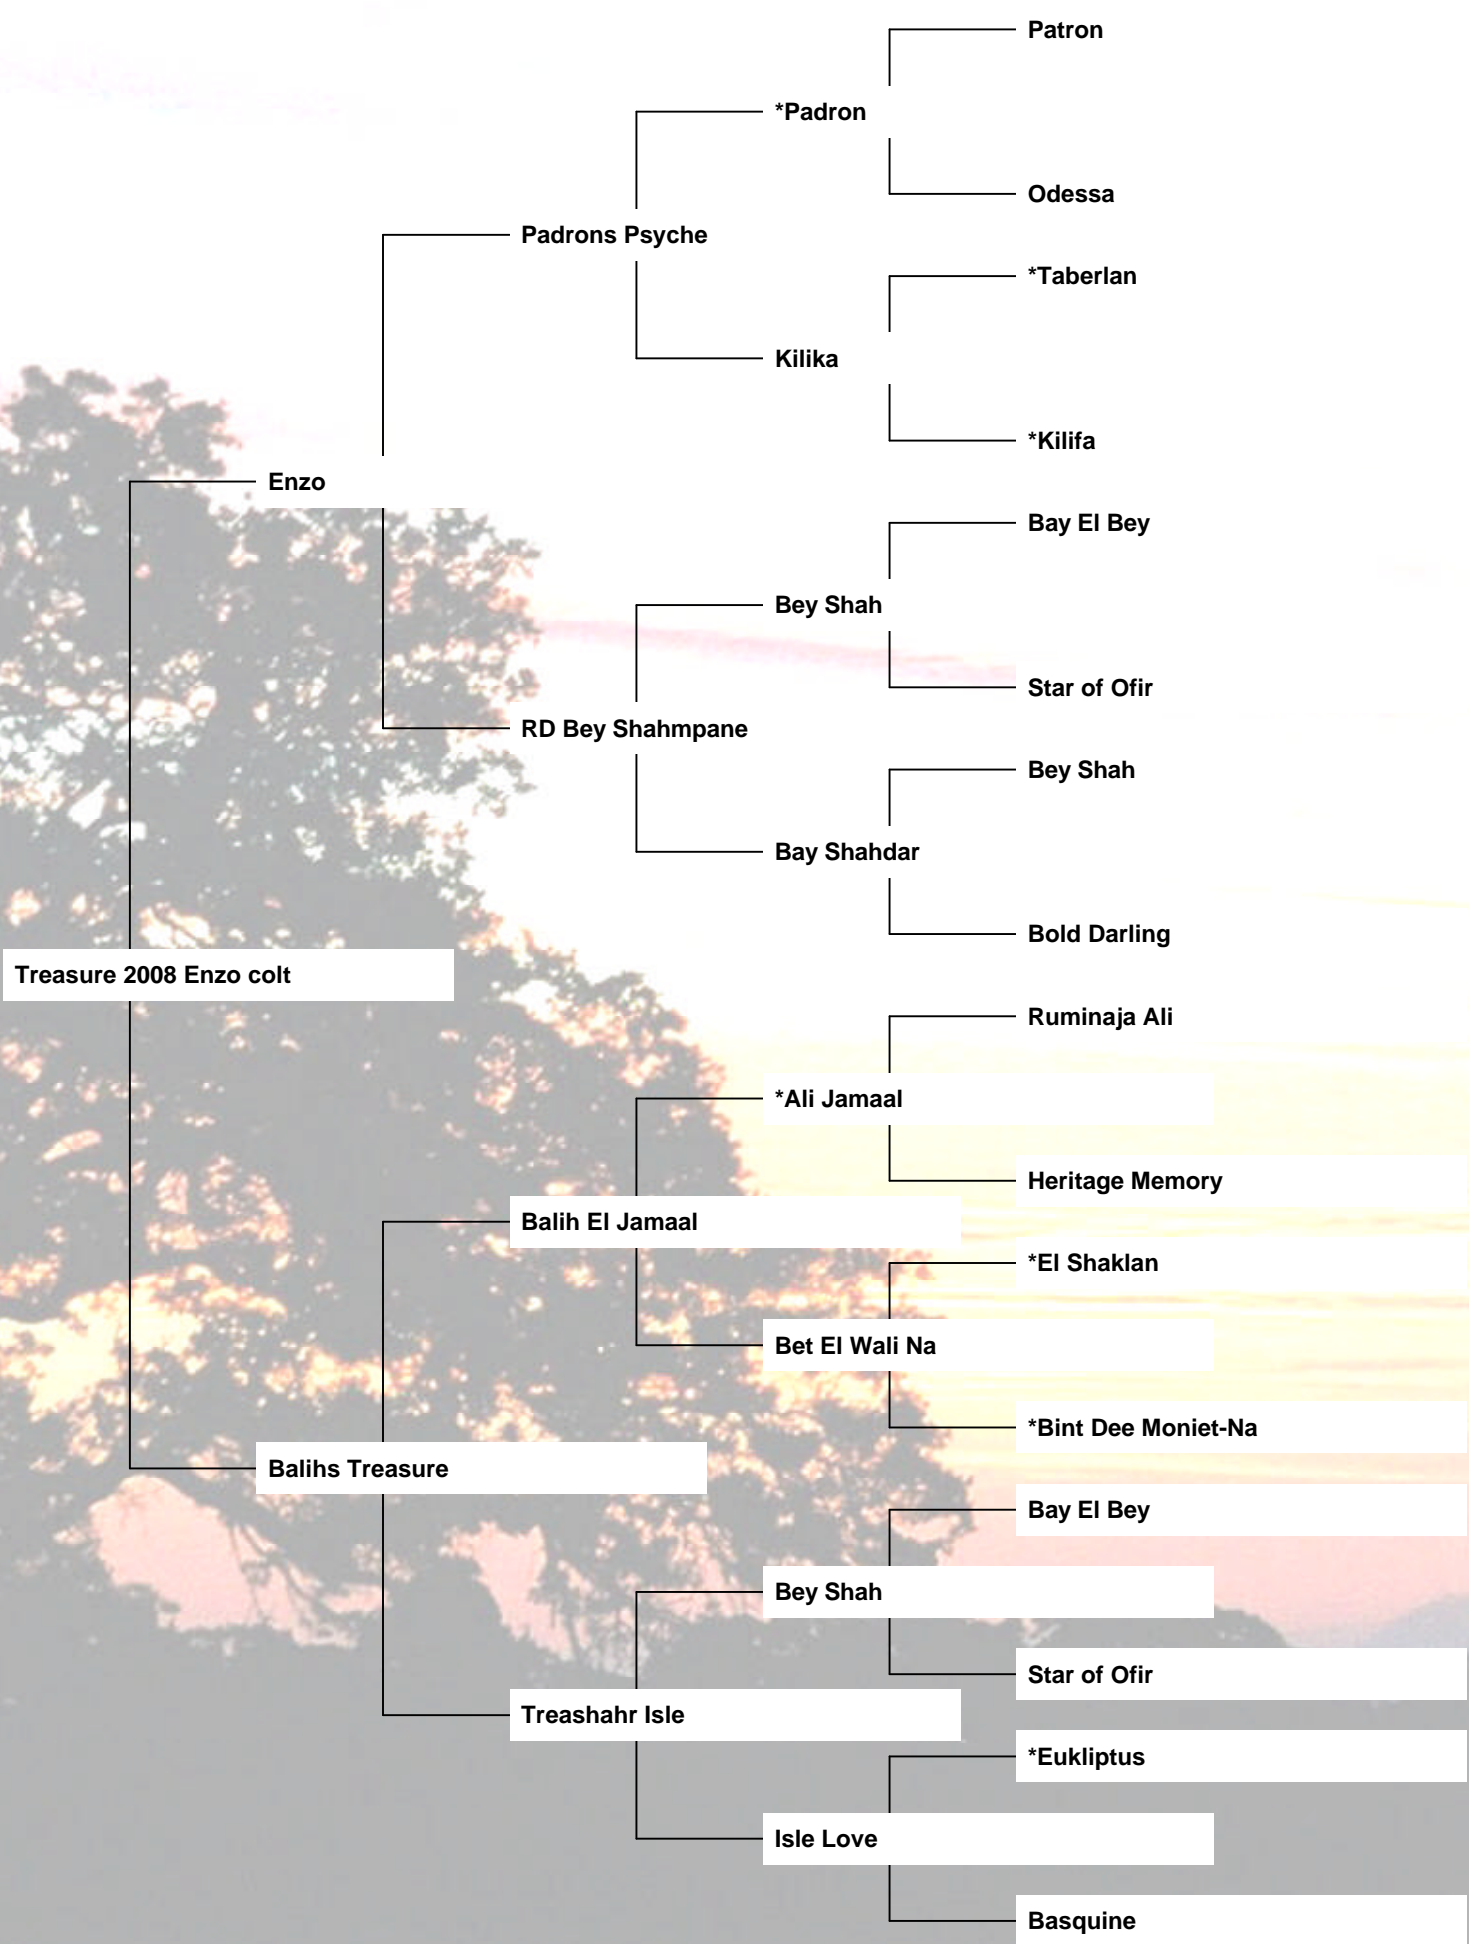 Patron
*Padron
Odessa
Padrons Psyche
*Taberlan
Kilika
*Kilifa
Enzo
Bay El Bey
Bey Shah
Star of Ofir
RD Bey Shahmpane
Bey Shah
Bay Shahdar
Bold Darling
Treasure 2008 Enzo colt
Ruminaja Ali
*Ali Jamaal
Heritage Memory
Balih El Jamaal
*El Shaklan
Bet El Wali Na
*Bint Dee Moniet-Na
Balihs Treasure
Bay El Bey
Bey Shah
Star of Ofir
Treashahr Isle
*Eukliptus
Isle Love
Basquine